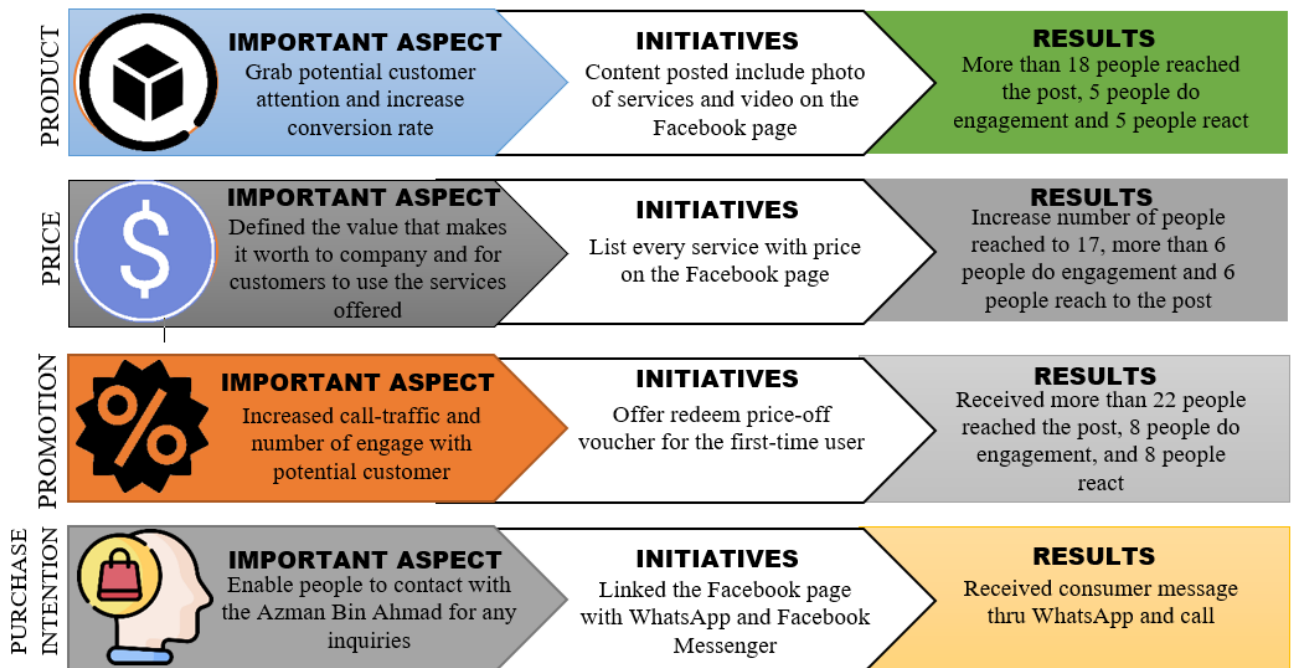 PRODUCT
IMPORTANT ASPECT
Grab potential customer
attention and increase
conversion rate
INITIATIVES
Content posted include photo
of services and video on the
Facebook page
RESULTS
More than 18 people reached
the post, 5 people do
engagement and 5 people react
PRICE
$
IMPORTANT ASPECT
Defined the value that makes
it worth to company and for
customers to use the services
offered
INITIATIVES
List every service with price
on the Facebook page
RESULTS
Increase number of people
reached to 17, more than 6
people do engagement and 6
people reach to the post
PROMOTION
%
IMPORTANT ASPECT
Increased call-traffic and
number of engage with
potential customer
INITIATIVES
Offer redeem price-off
voucher for the first-time user
RESULTS
Received more than 22 people
reached the post, 8 people do
engagement, and 8 people
react
PURCHASE
INTENTION
IMPORTANT ASPECT
Enable people to contact with
the Azman Bin Ahmad for any
inquiries
INITIATIVES
Linked the Facebook page
with WhatsApp and Facebook
Messenger
RESULTS
Received consumer message
thru WhatsApp and call